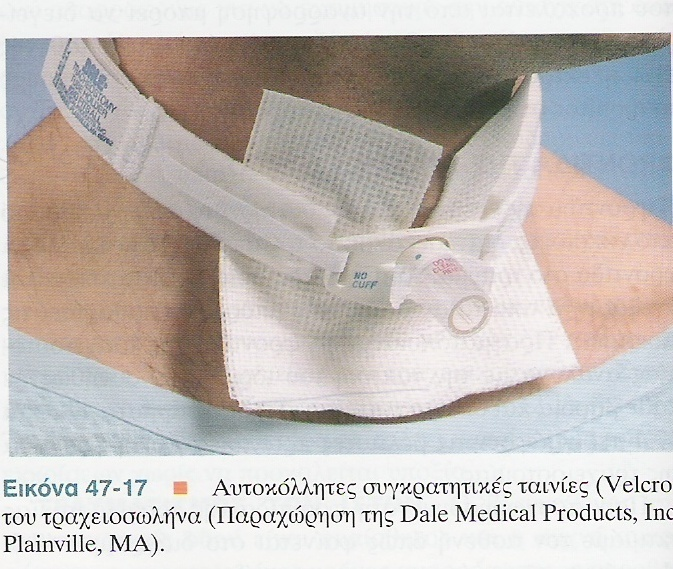 TRACHEOSTOMY
NO
CUFF
Εικόνα 47-17 ■ Αυτοκόλλητες συγκρατητικές ταινίες (Velcro
του τραχειοσωλήνα (Παραχώρηση της Dale Medical Products, Inc
Plainville, MA).